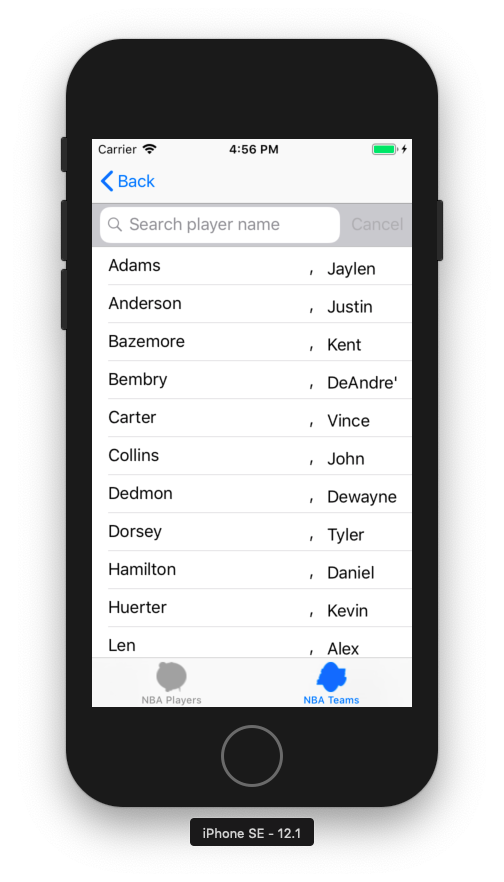 Carrier 4:56 PM
Back
Search player name Cancel
Adams , Jaylen
Anderson , Justin
Bazemore , Kent
Bembry , DeAndre'
Carter , Vince
Collins , John
Dedmon , Dewayne
Dorsey , Tyler
Hamilton , Daniel
Huerter , Kevin
Len , Alex
NBA Players NBA Teams
iPhone SE - 12.1